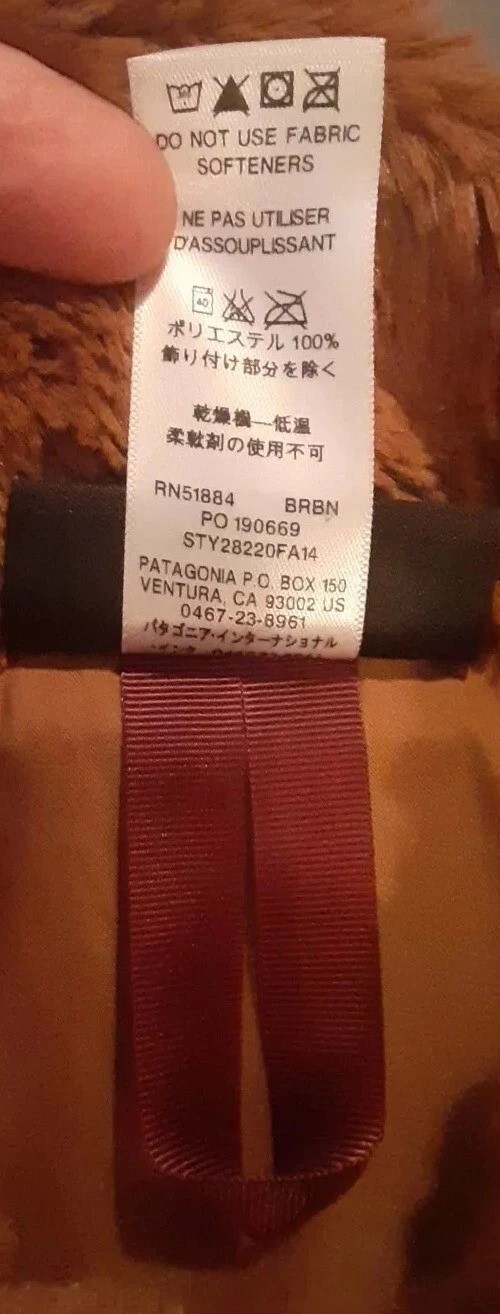 DO NOT USE FABRIC
SOFTENERS
NE PAS UTILISER
D'ASSOUPLISSANT
40
ポリエステル 100%
飾り付け部分を除く
乾燥機―低温
柔軟剤の使用不可
RN51884 BRBN
PO 190669
STY28220FA14
PATAGONIA P.O. BOX 150
VENTURA, CA 93002 US
0467-23-8961
パタゴニア・インターナショナル